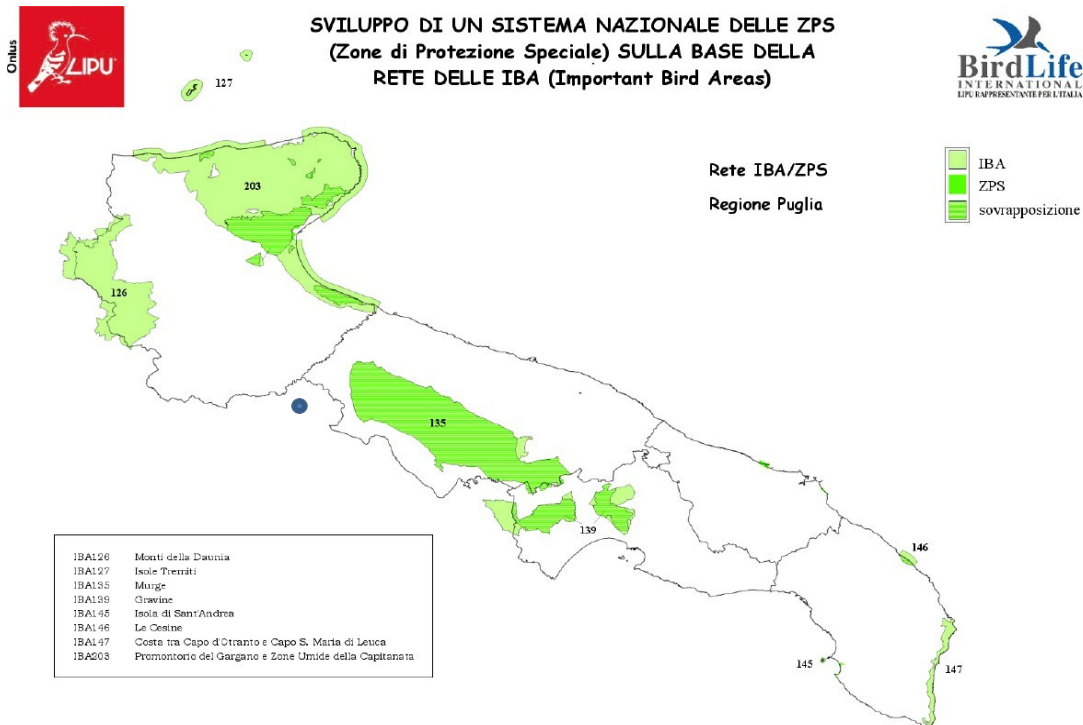 Onlus
LIPU
SVILUPPO DI UN SISTEMA NAZIONALE DELLE ZPS
(Zone di Protezione Speciale) SULLA BASE DELLA
RETE DELLE IBA (Important Bird Areas)
BirdLife
INTERNATIONAL
LIPU RAPPRESENTANTE PER L'ITALIA
Rete IBA/ZPS
Regione Puglia
IBA
ZPS
sovrapposizione
127
203
126
135
139
146
145
147
IBA126 Monti della Daunia
IBA127 Isole Tremiti
IBA135 Murge
IBA139 Gravine
IBA145 Isola di Sant'Andrea
IBA146 Le Cesine
IBA147 Costa tra Capo d'Otranto e Capo S. Maria di Leuca
IBA203 Promontorio del Gargano e Zone Umide della Capitanata